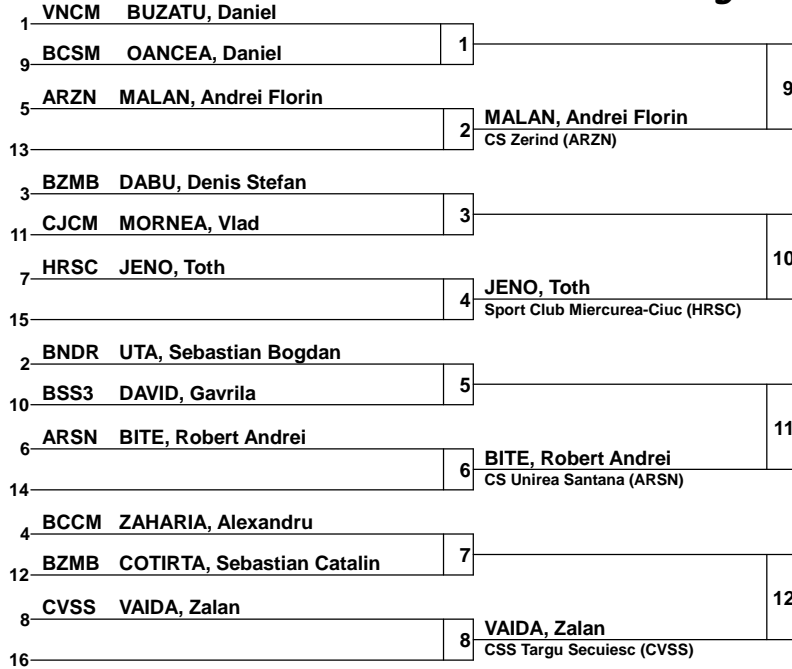 g
1 VNCM BUZATU, Daniel
1
9 BCSM OANCEA, Daniel
5 ARZN MALAN, Andrei Florin
9
MALAN, Andrei Florin
2
CS Zerind (ARZN)
13
3 BZMB DABU, Denis Stefan
3
11 CJCM MORNEA, Vlad
7 HRSC JENO, Toth
10
JENO, Toth
4
Sport Club Miercurea-Ciuc (HRSC)
15
2 BNDR UTA, Sebastian Bogdan
5
10 BSS3 DAVID, Gavrila
6 ARSN BITE, Robert Andrei
11
BITE, Robert Andrei
6
CS Unirea Santana (ARSN)
14
4 BCCM ZAHARIA, Alexandru
7
12 BZMB COTIRTA, Sebastian Catalin
8 CVSS VAIDA, Zalan
12
VAIDA, Zalan
8
CSS Targu Secuiesc (CVSS)
16